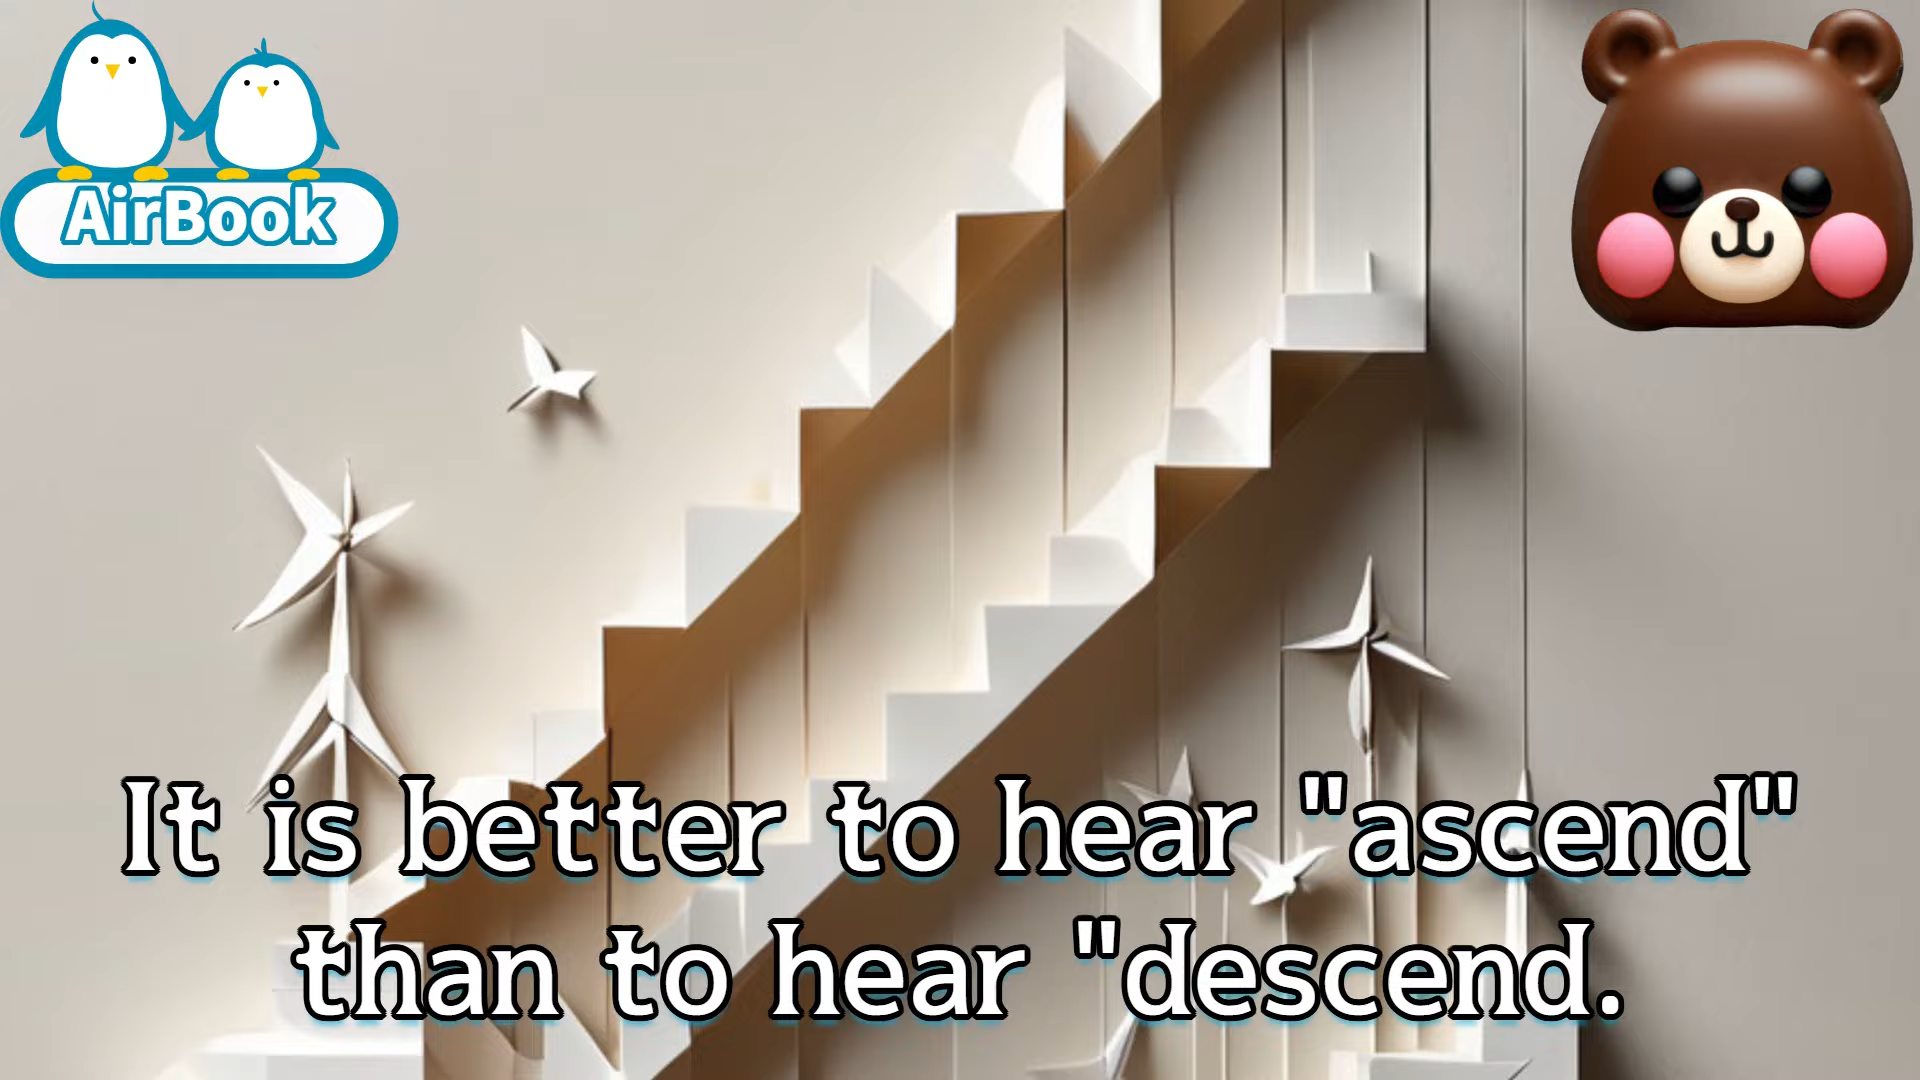 AirBook
It is better to hear "ascend"
than to hear "descend.